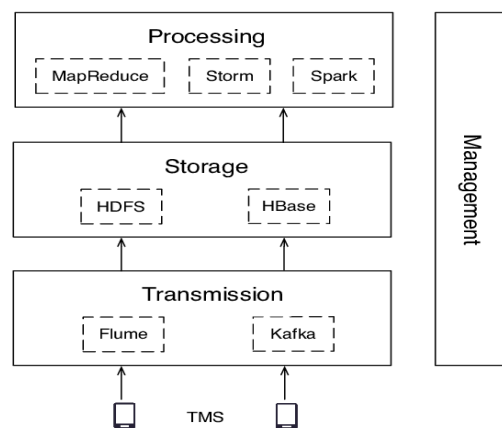 Processing
MapReduce Storm Spark
Storage
HDFS HBase
Transmission
Flume Kafka
TMS
Management